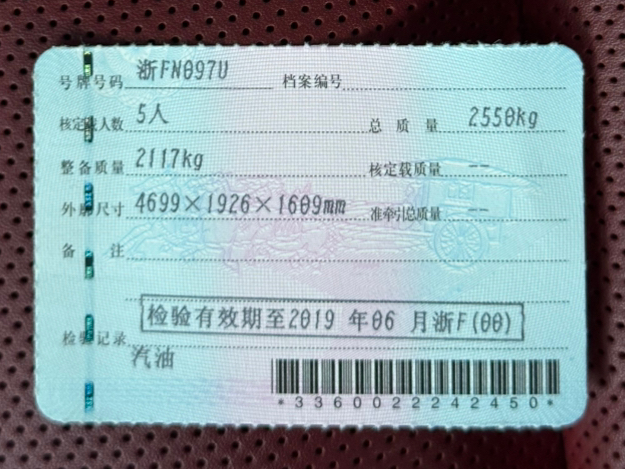 号牌号码 浙FN097U 档案编号
核定载人数 5人 总质量 2550kg
整备质量 2117kg 核定载质量 --
外廓尺寸 4699×1926×1609mm 准牵引总质量 --
备注
检验有效期至2019 年06 月浙F(00)
检验记录
汽油
*3360022242450*